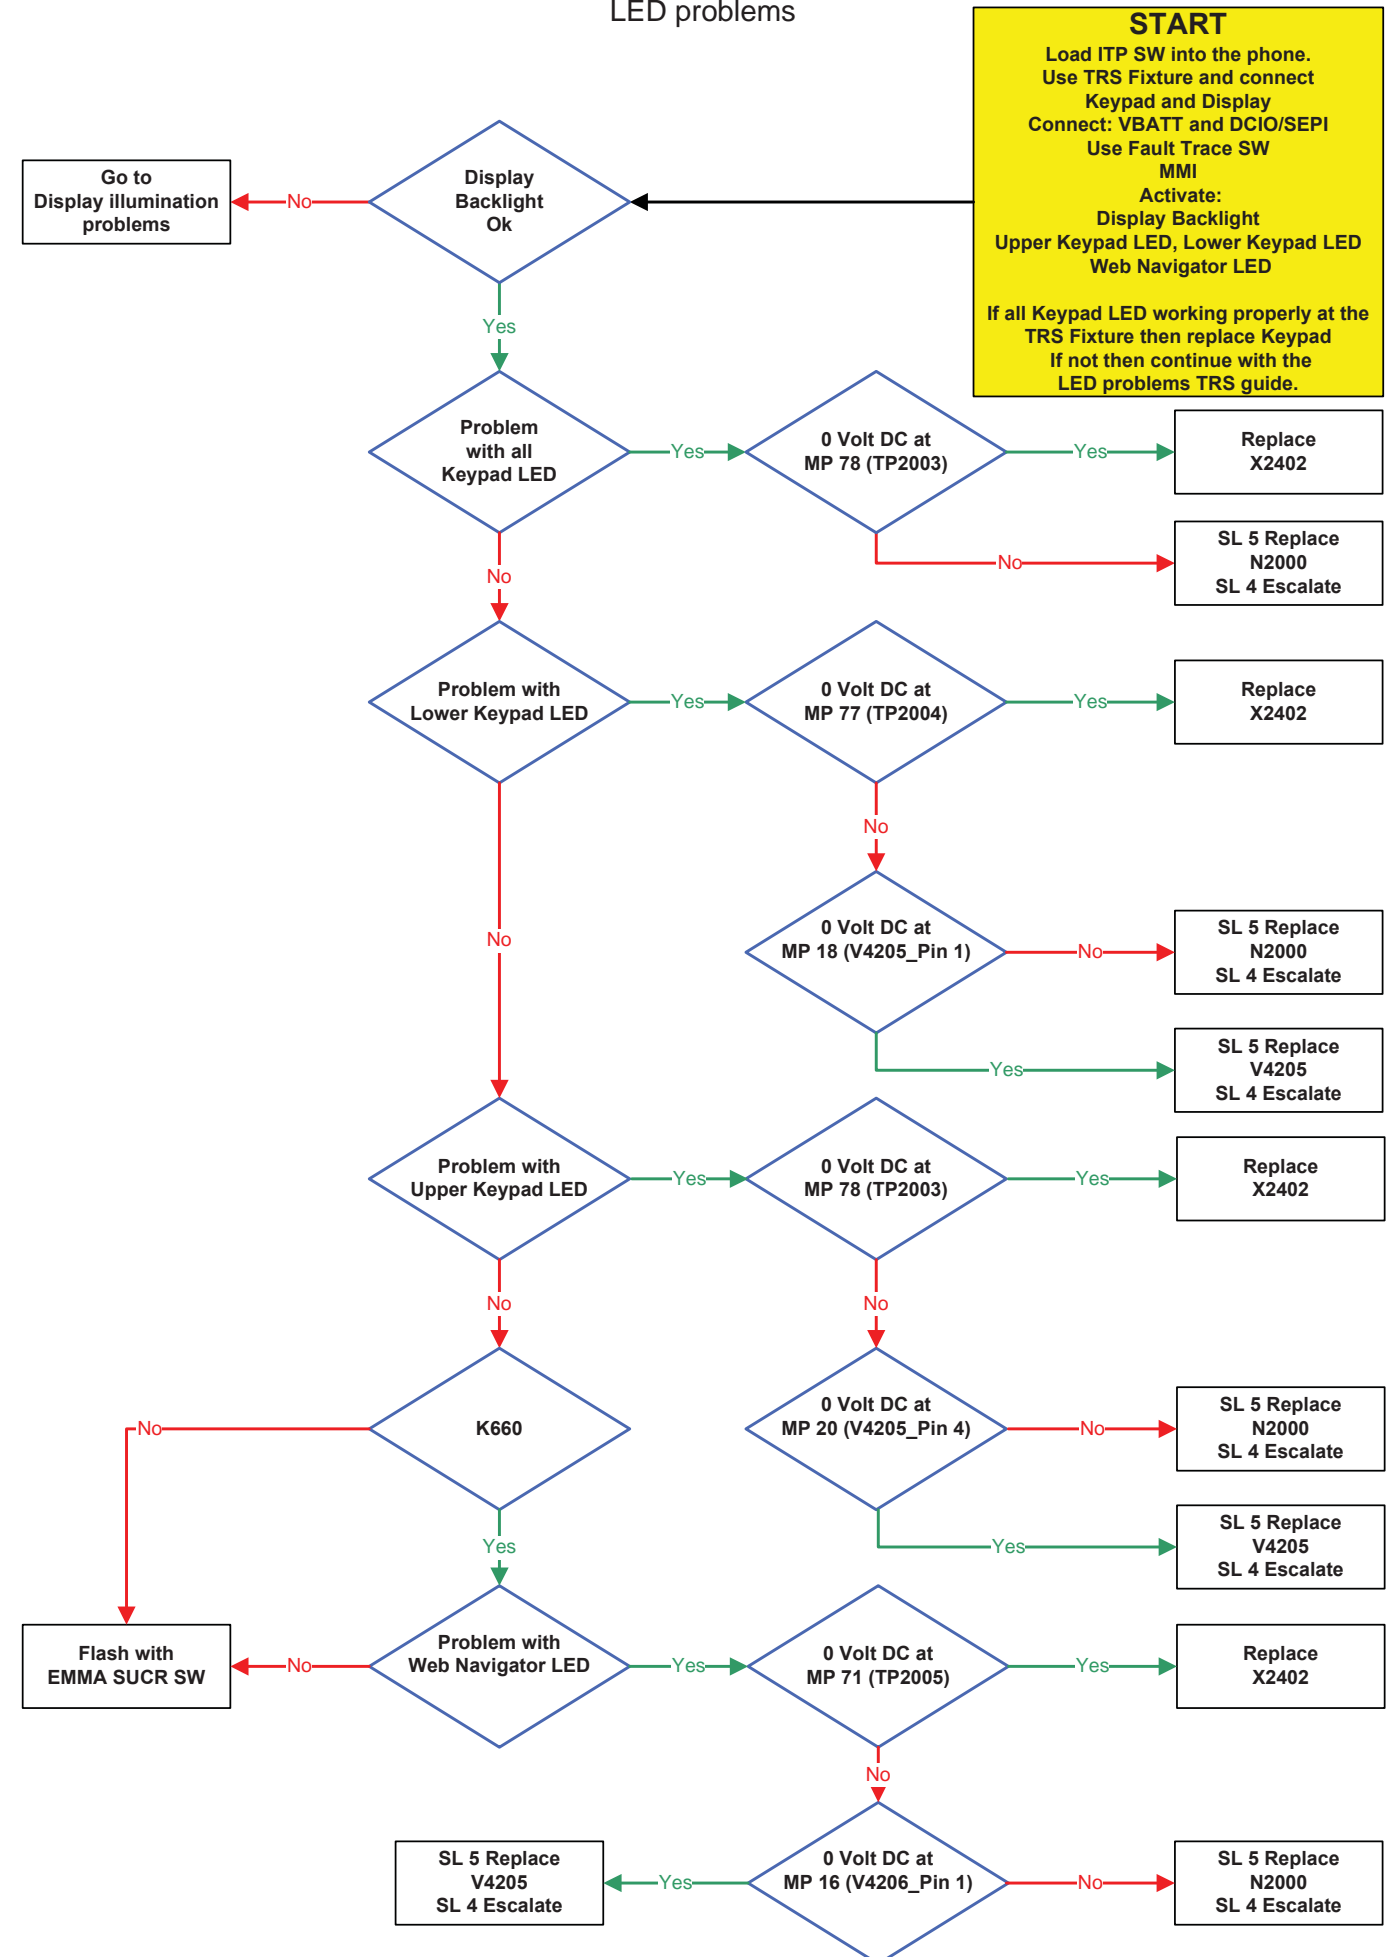 LED problems
START
Load ITP SW into the phone.
Use TRS Fixture and connect
Keypad and Display
Connect: VBATT and DCIO/SEPI
Use Fault Trace SW
MMI
Activate:
Display Backlight
Upper Keypad LED, Lower Keypad LED
Web Navigator LED
If all Keypad LED working properly at the
TRS Fixture then replace Keypad
If not then continue with the
LED problems TRS guide.
Go to
Display illumination
problems
No
Display
Backlight
Ok
Yes
Problem
with all
Keypad LED
Yes
0 Volt DC at
MP 78 (TP2003)
Yes
Replace
X2402
No
SL 5 Replace
N2000
SL 4 Escalate
No
Problem with
Lower Keypad LED
Yes
0 Volt DC at
MP 77 (TP2004)
Yes
Replace
X2402
No
No
0 Volt DC at
MP 18 (V4205_Pin 1)
No
SL 5 Replace
N2000
SL 4 Escalate
Yes
SL 5 Replace
V4205
SL 4 Escalate
Problem with
Upper Keypad LED
Yes
0 Volt DC at
MP 78 (TP2003)
Yes
Replace
X2402
No
No
No
K660
0 Volt DC at
MP 20 (V4205_Pin 4)
No
SL 5 Replace
N2000
SL 4 Escalate
Yes
Yes
SL 5 Replace
V4205
SL 4 Escalate
Flash with
EMMA SUCR SW
No
Problem with
Web Navigator LED
Yes
0 Volt DC at
MP 71 (TP2005)
Yes
Replace
X2402
No
SL 5 Replace
V4205
SL 4 Escalate
Yes
0 Volt DC at
MP 16 (V4206_Pin 1)
No
SL 5 Replace
N2000
SL 4 Escalate